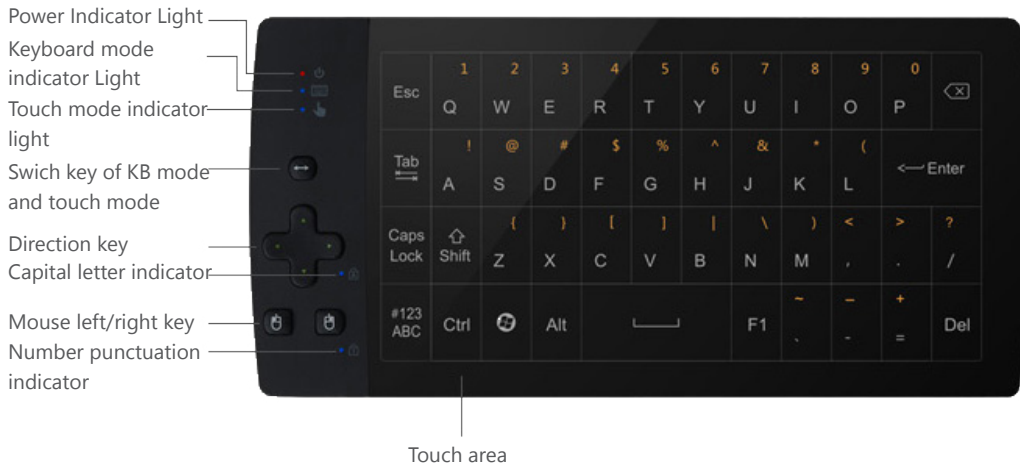 Power Indicator Light
Keyboard mode
indicator Light
Touch mode indicator
light
Swich key of KB mode
and touch mode
Direction key
Capital letter indicator
Mouse left/right key
Number punctuation
indicator
1 2 3 4 5 6 7 8 9 0
Esc Q W E R T Y U I O P
! @ # $ % ^ & * (
Tab A S D F G H J K L Enter
{ } [ ] | \ ) < > ?
Caps Lock Shift Z X C V B N M , . /
~ – +
#123 ABC Ctrl Alt F1 ` - = Del
Touch area